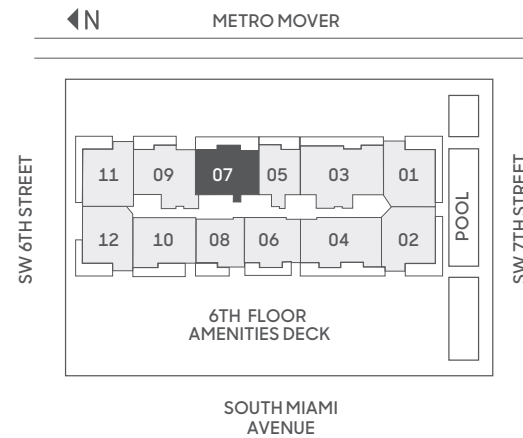 N
METRO MOVER
SW 6TH STREET
11
09
07
05
03
01
12
10
08
06
04
02
POOL
SW 7TH STREET
6TH FLOOR
AMENITIES DECK
SOUTH MIAMI
AVENUE